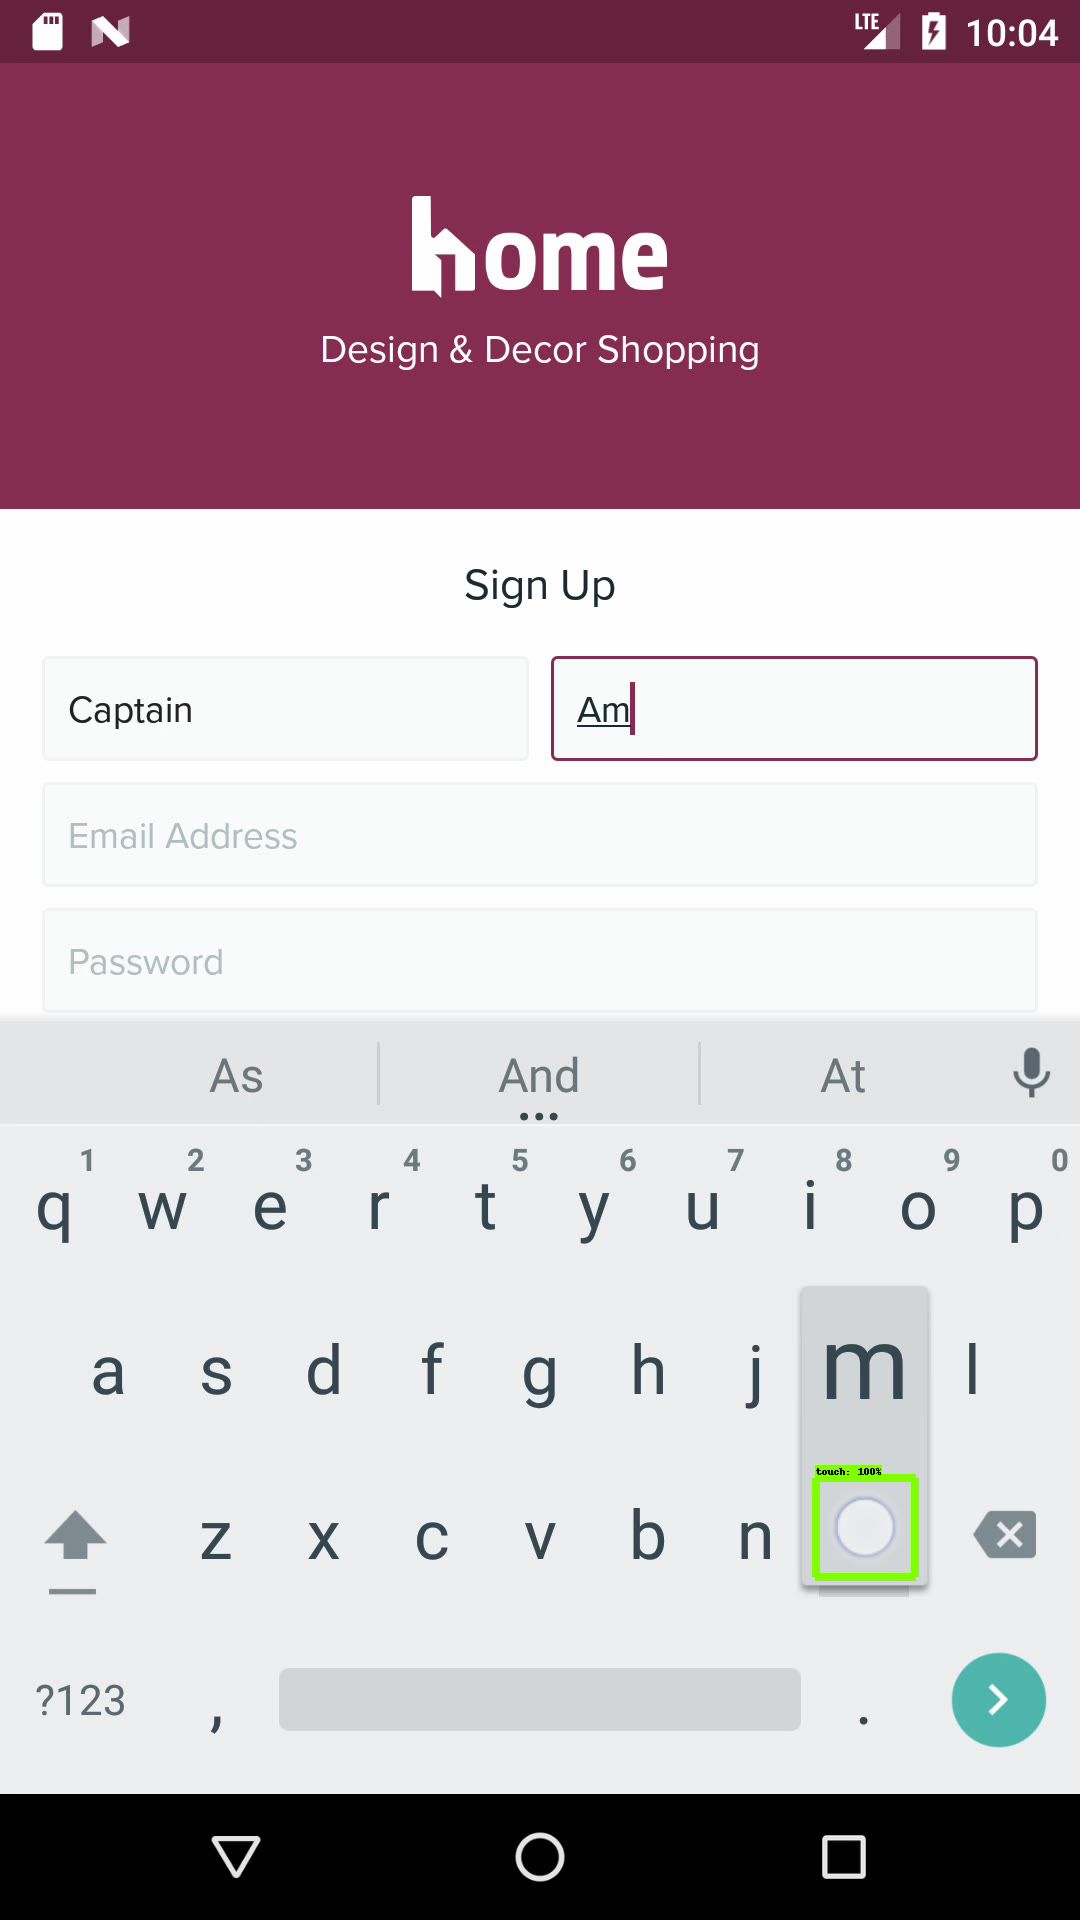 LTE 10:04
home
Design & Decor Shopping
Sign Up
Captain
Am
Email Address
Password
As And At
1 2 3 4 5 6 7 8 9 0
q w e r t y u i o p
a s d f g h j m l
touch: 100%
z x c v b n
?123 , .